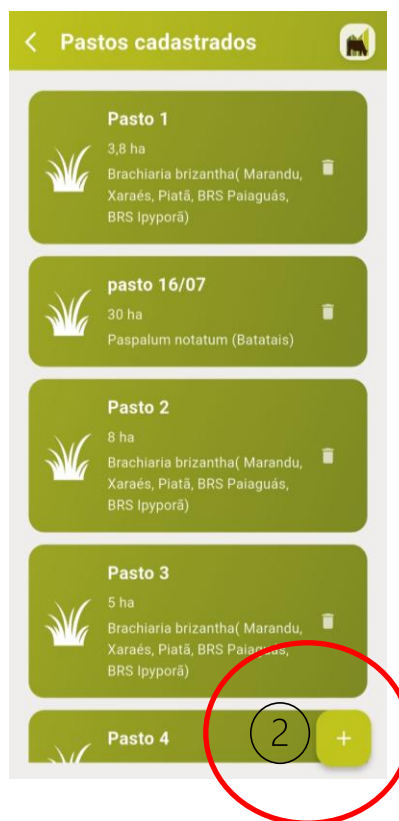 Pastos cadastrados
Pasto 1
3,8 ha
Brachiaria brizantha( Marandu,
Xaraés, Piatã, BRS Paiaguás,
BRS Ipyporã)
pasto 16/07
30 ha
Paspalum notatum (Batatais)
Pasto 2
8 ha
Brachiaria brizantha( Marandu,
Xaraés, Piatã, BRS Paiaguás,
BRS Ipyporã)
Pasto 3
5 ha
Brachiaria brizantha( Marandu,
Xaraés, Piatã, BRS Paiaguás,
BRS Ipyporã)
Pasto 4
2
+